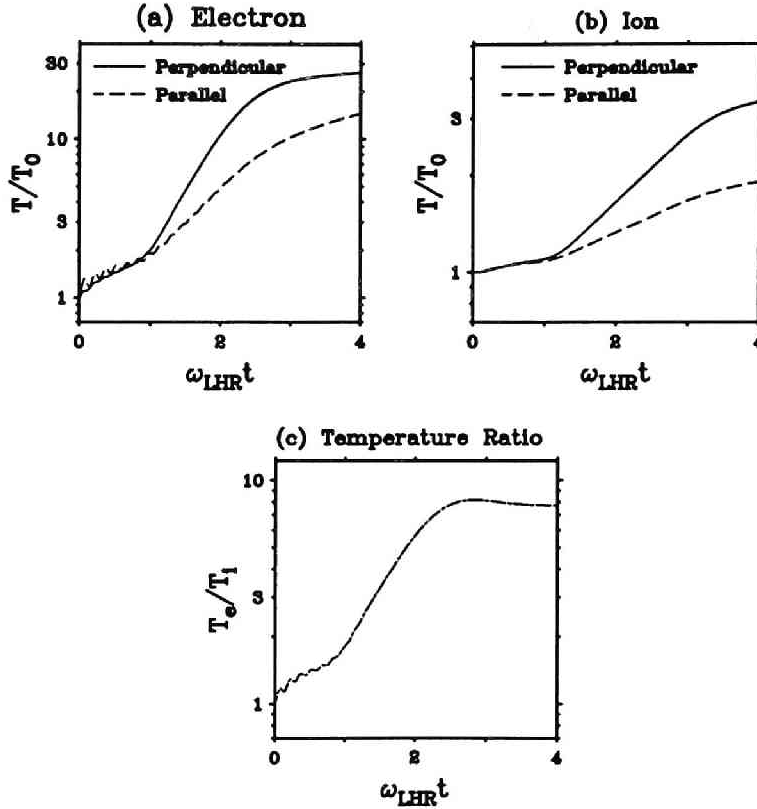 (a) Electron
30
10
3
1
T/T0
Perpendicular
Parallel
0
2
4
ωLHRt
(b) Ion
3
1
T/T0
Perpendicular
Parallel
0
2
4
ωLHRt
(c) Temperature Ratio
10
3
1
Te/Ti
0
2
4
ωLHRt